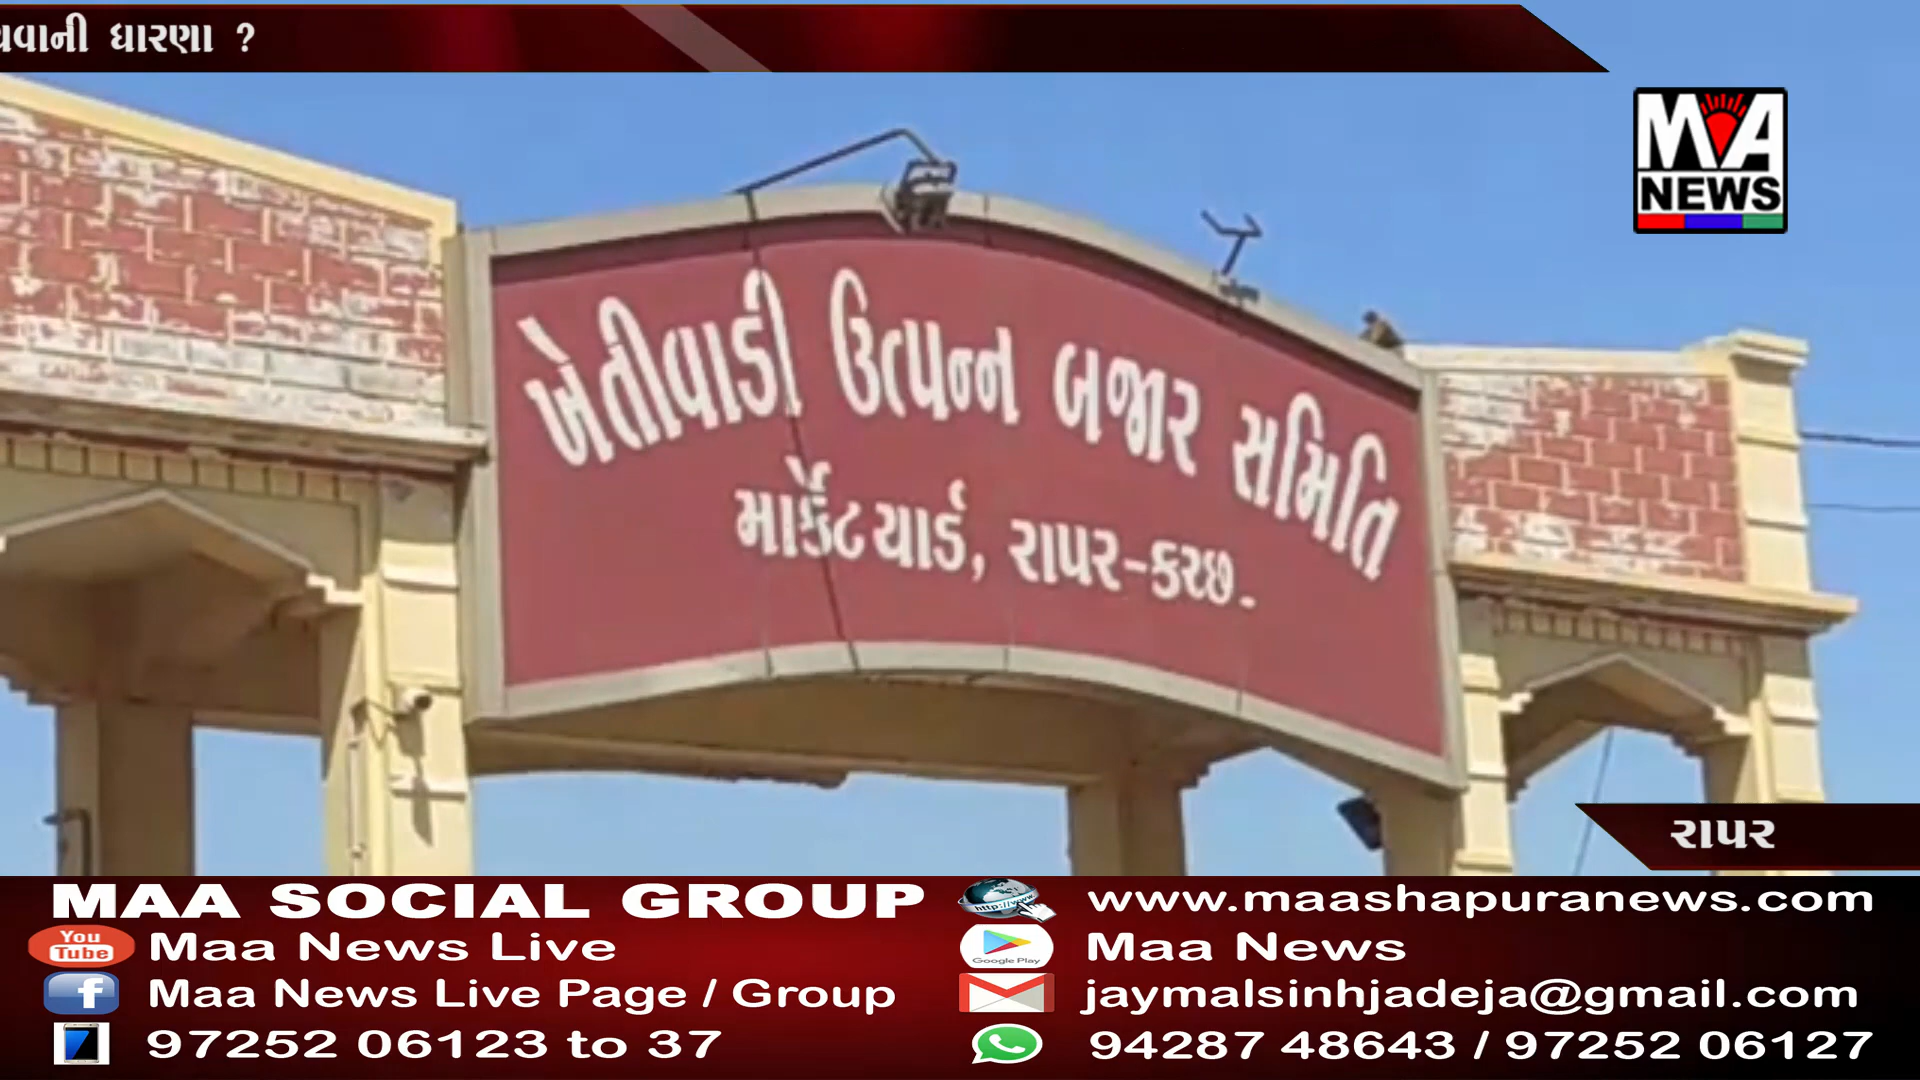 ધારણા ?
MAA
NEWS
ખેતીવાડી ઉત્પન્ન બજાર સમિતિ
માર્કેટ યાર્ડ, રાપર-કચ્છ.
રાપર
MAA SOCIAL GROUP
You Tube Maa News Live
Maa News Live Page / Group
97252 06123 to 37
http://www www.maashapuranews.com
Google Play Maa News
jaymalsinhjadeja@gmail.com
94287 48643 / 97252 06127